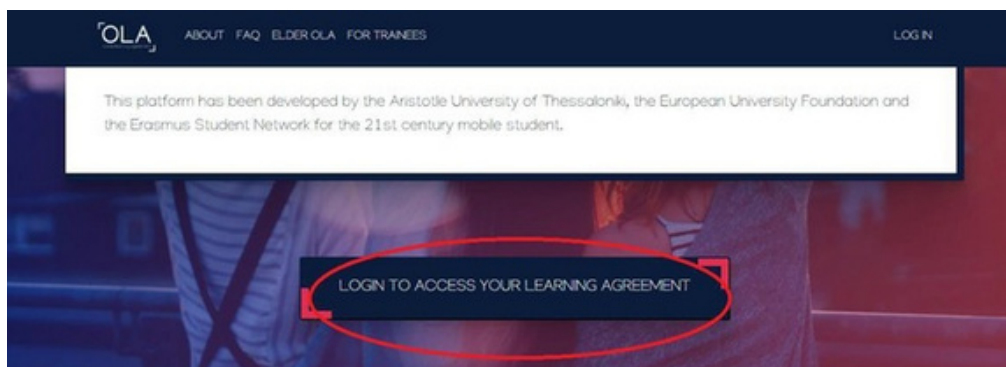 OLA
ABOUT FAQ ELDER OLA FOR TRAINEES
LOG IN
This platform has been developed by the Aristotle University of Thessaloniki, the European University Foundation and
the Erasmus Student Network for the 21st century mobile student.
LOGIN TO ACCESS YOUR LEARNING AGREEMENT